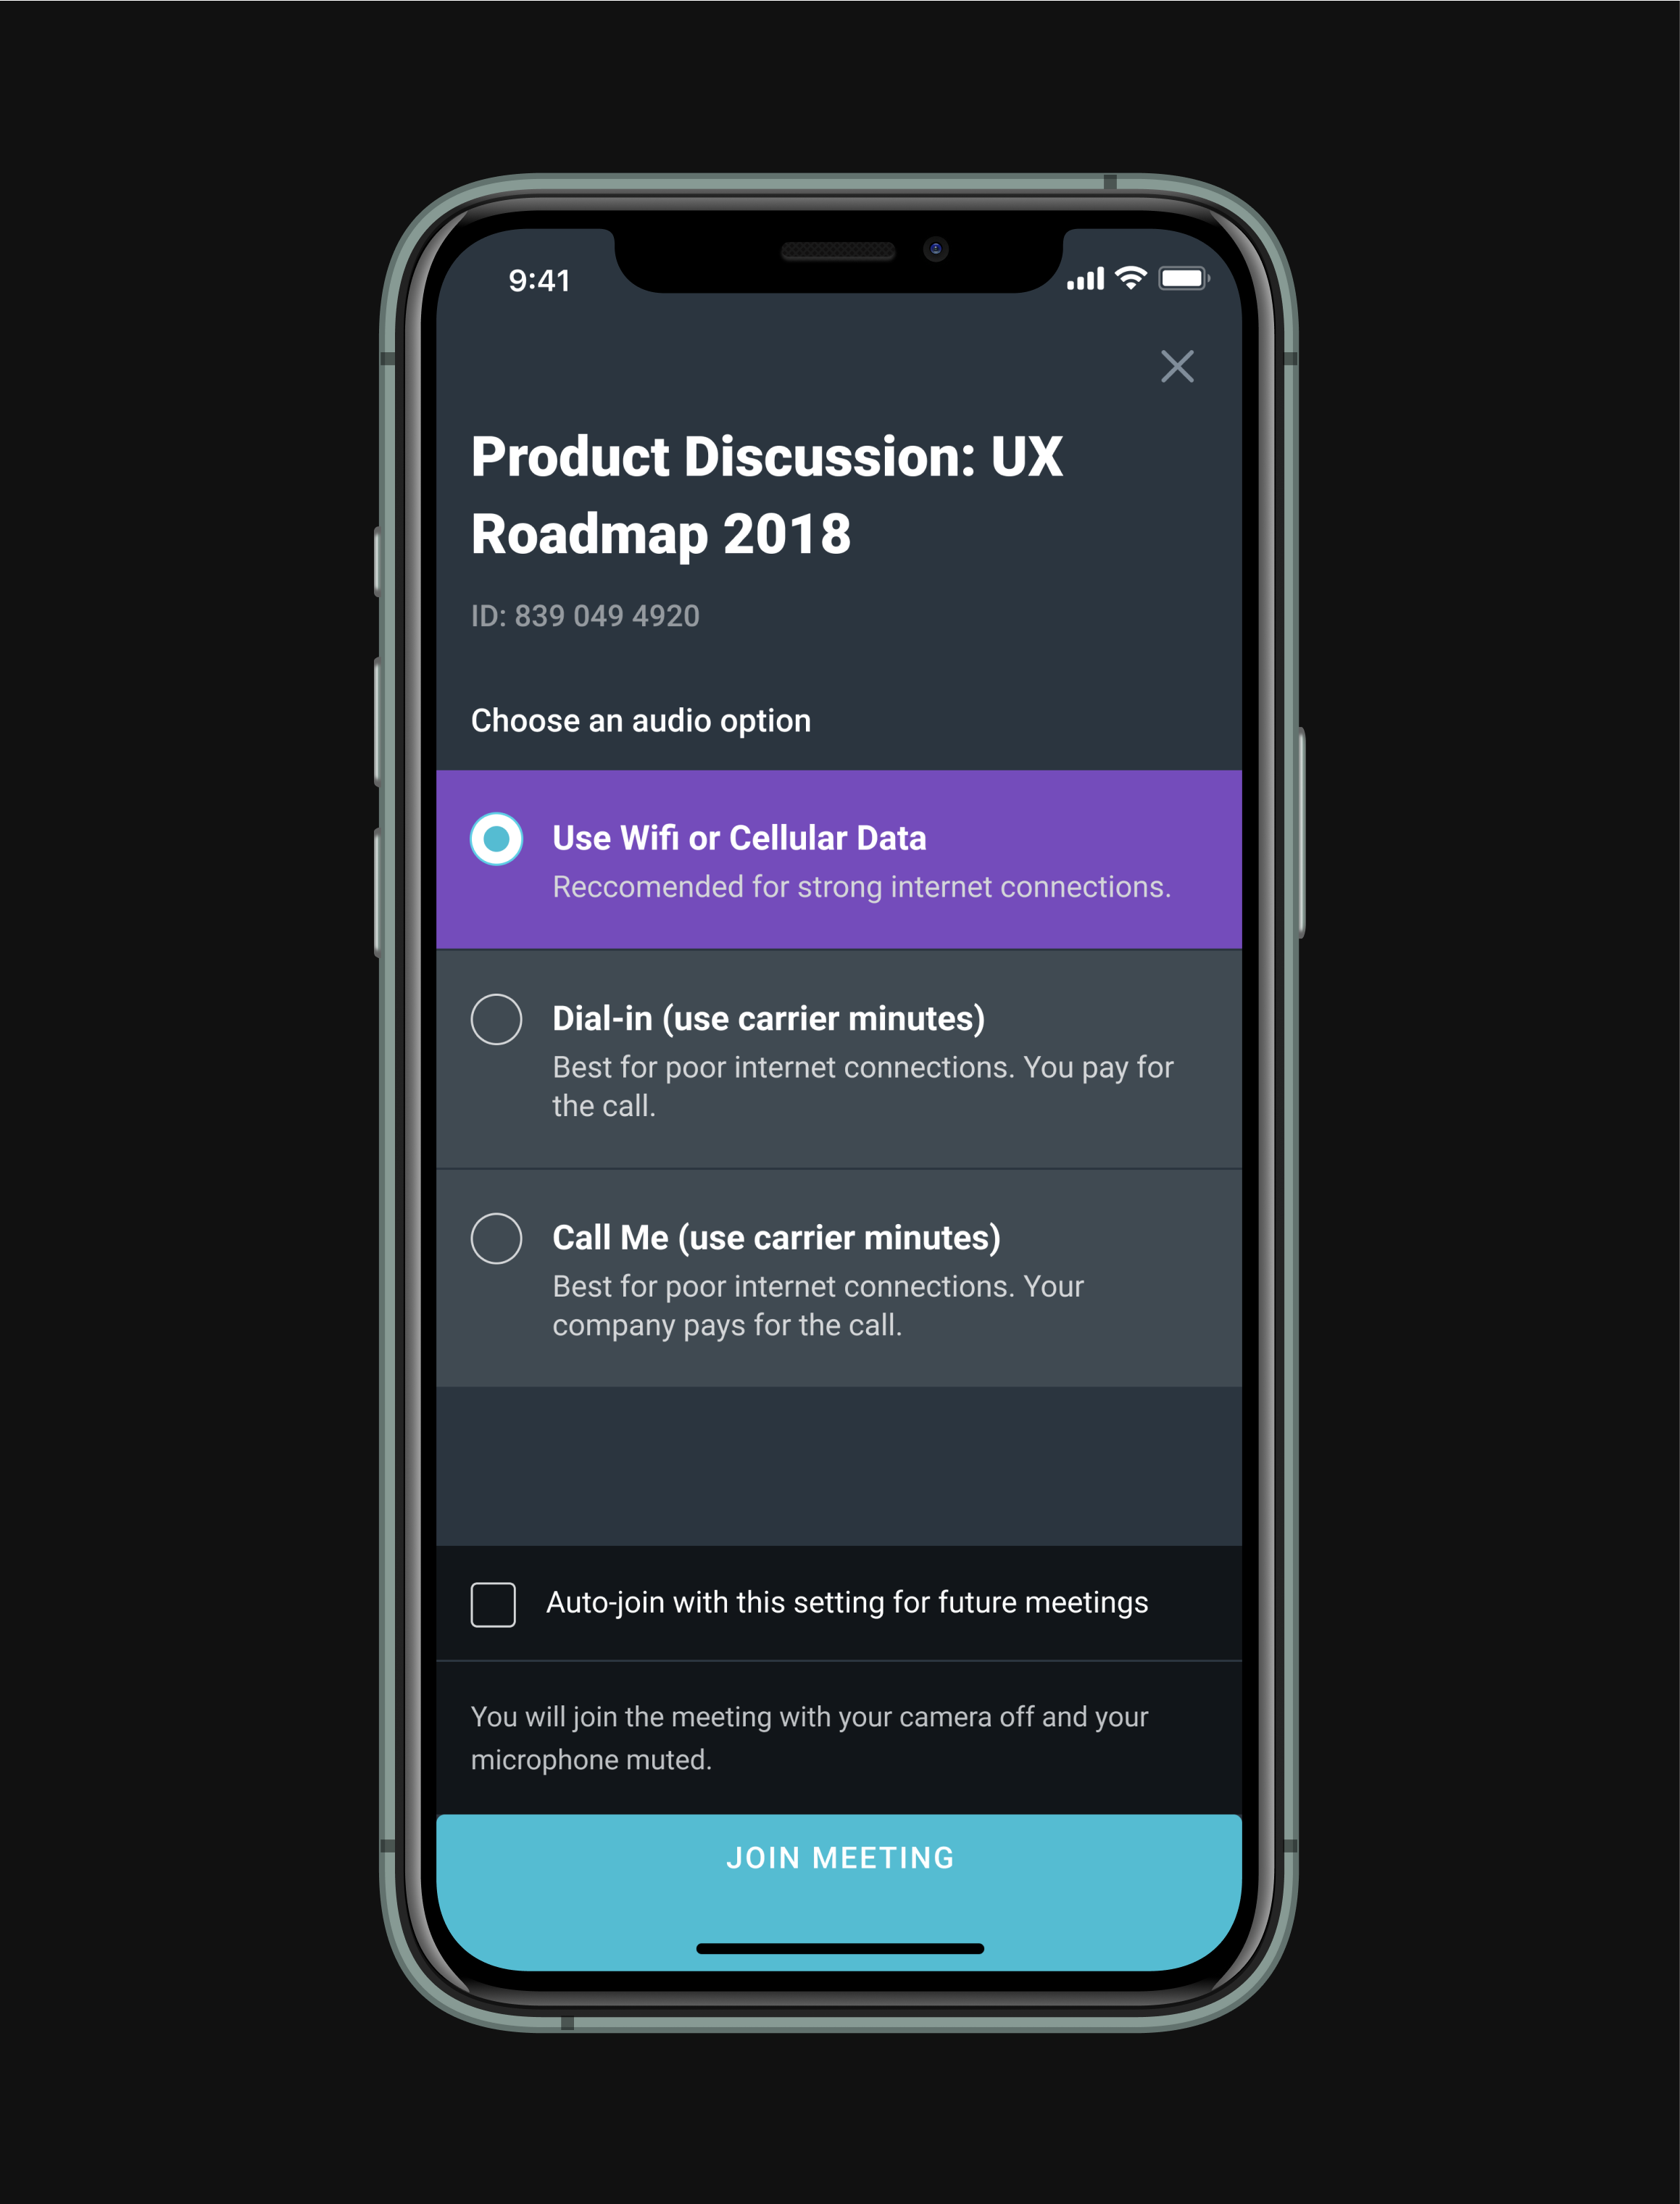 9:41
Product Discussion: UX
Roadmap 2018
ID: 839 049 4920
Choose an audio option
Use Wifi or Cellular Data
Reccomended for strong internet connections.
Dial-in (use carrier minutes)
Best for poor internet connections. You pay for
the call.
Call Me (use carrier minutes)
Best for poor internet connections. Your
company pays for the call.
Auto-join with this setting for future meetings
You will join the meeting with your camera off and your
microphone muted.
JOIN MEETING